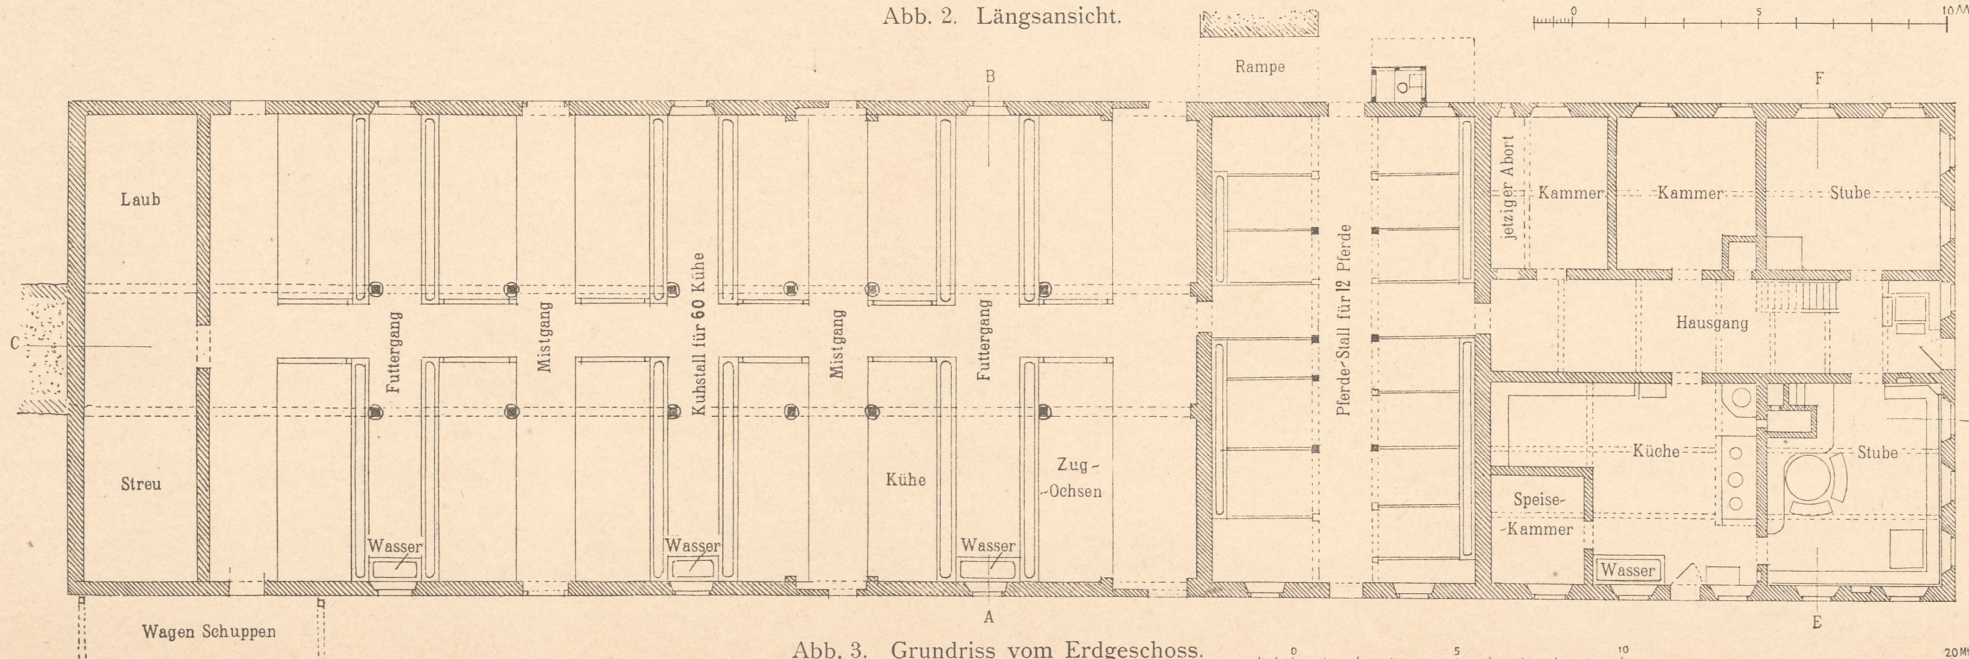 Abb. 2. Längsansicht.
0 5 10 M
Rampe
B
F
Laub
jetziger Abort
Kammer
Kammer
Stube
Futtergang
Mistgang
Kuhstall für 60 Kühe
Mistgang
Futtergang
Pferde-Stall für 12 Pferde
Hausgang
C
Streu
Kühe
Zug-
-Ochsen
Küche
Stube
Speise-
-Kammer
Wasser
Wasser
Wasser
Wasser
A
E
Wagen Schuppen
Abb. 3. Grundriss vom Erdgeschoss.
0 5 10 20